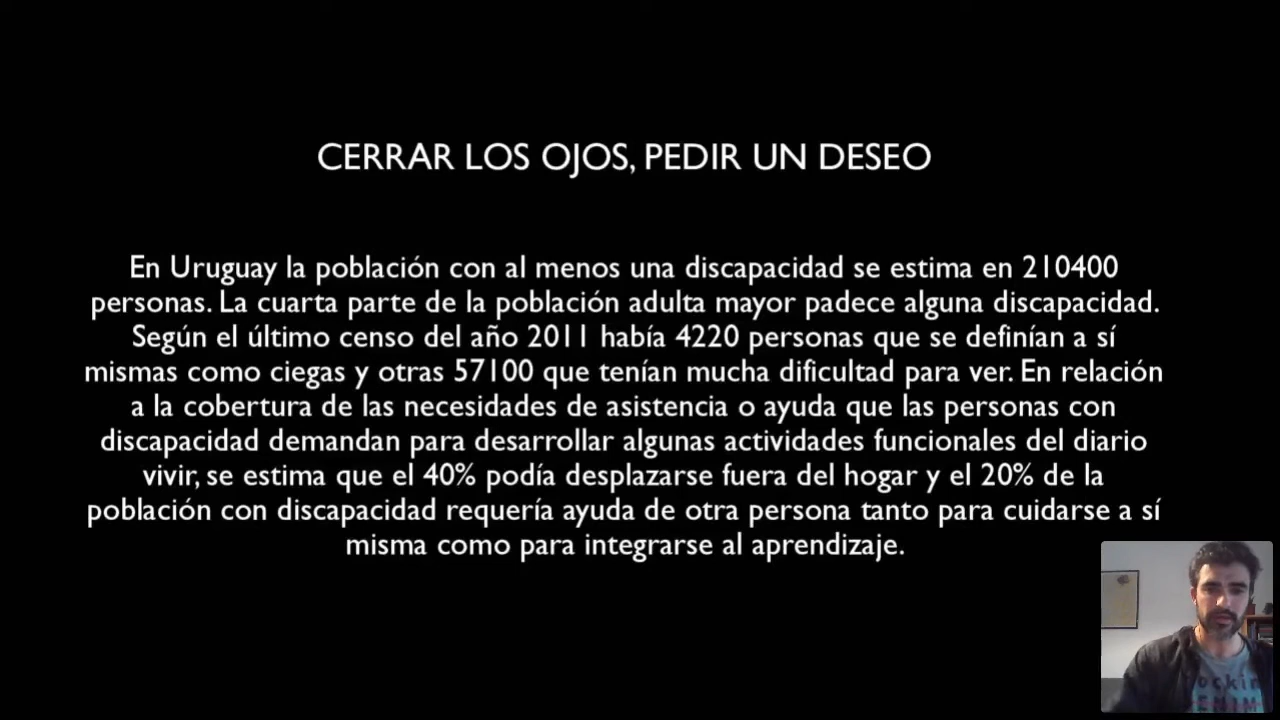 CERRAR LOS OJOS, PEDIR UN DESEO
En Uruguay la población con al menos una discapacidad se estima en 210400
personas. La cuarta parte de la población adulta mayor padece alguna discapacidad.
Según el último censo del año 2011 había 4220 personas que se definían a sí
mismas como ciegas y otras 57100 que tenían mucha dificultad para ver. En relación
a la cobertura de las necesidades de asistencia o ayuda que las personas con
discapacidad demandan para desarrollar algunas actividades funcionales del diario
vivir, se estima que el 40% podía desplazarse fuera del hogar y el 20% de la
población con discapacidad requería ayuda de otra persona tanto para cuidarse a sí
misma como para integrarse al aprendizaje.